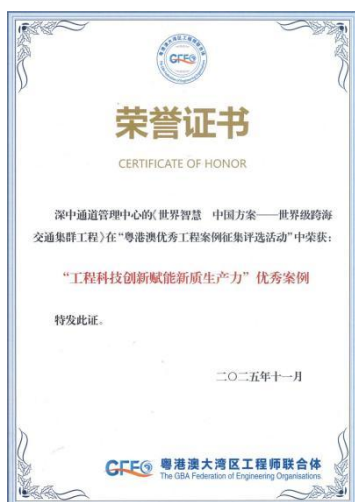 GFEO
荣誉证书
CERTIFICATE OF HONOR
深中通道管理中心的《世界智慧 中国方案——世界级跨海
交通集群工程》在“粤港澳优秀工程案例征集评选活动”中荣获：
“工程科技创新赋能新质生产力”优秀案例
特发此证。
二〇二五年十一月
GFEO 粤港澳大湾区工程师联合体
The GBA Federation of Engineering Organisations.